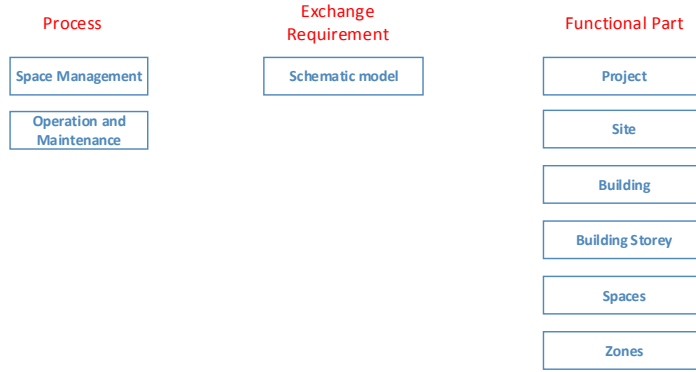 Process
Exchange
Requirement
Functional Part
Space Management
Schematic model
Project
Operation and
Maintenance
Site
Building
Building Storey
Spaces
Zones